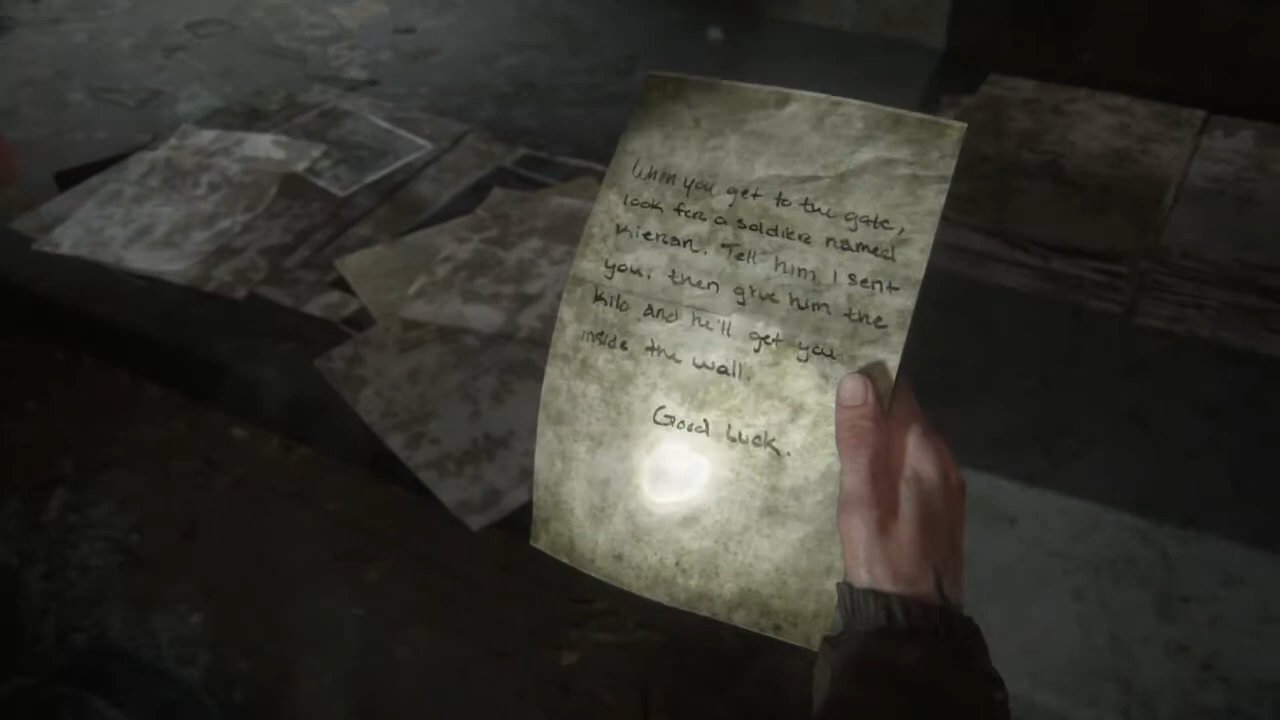 When you get to the gate,
look for a soldier named
Kieran. Tell him I sent
you, then give him the
kilo and he'll get you
inside the wall.
Good Luck.